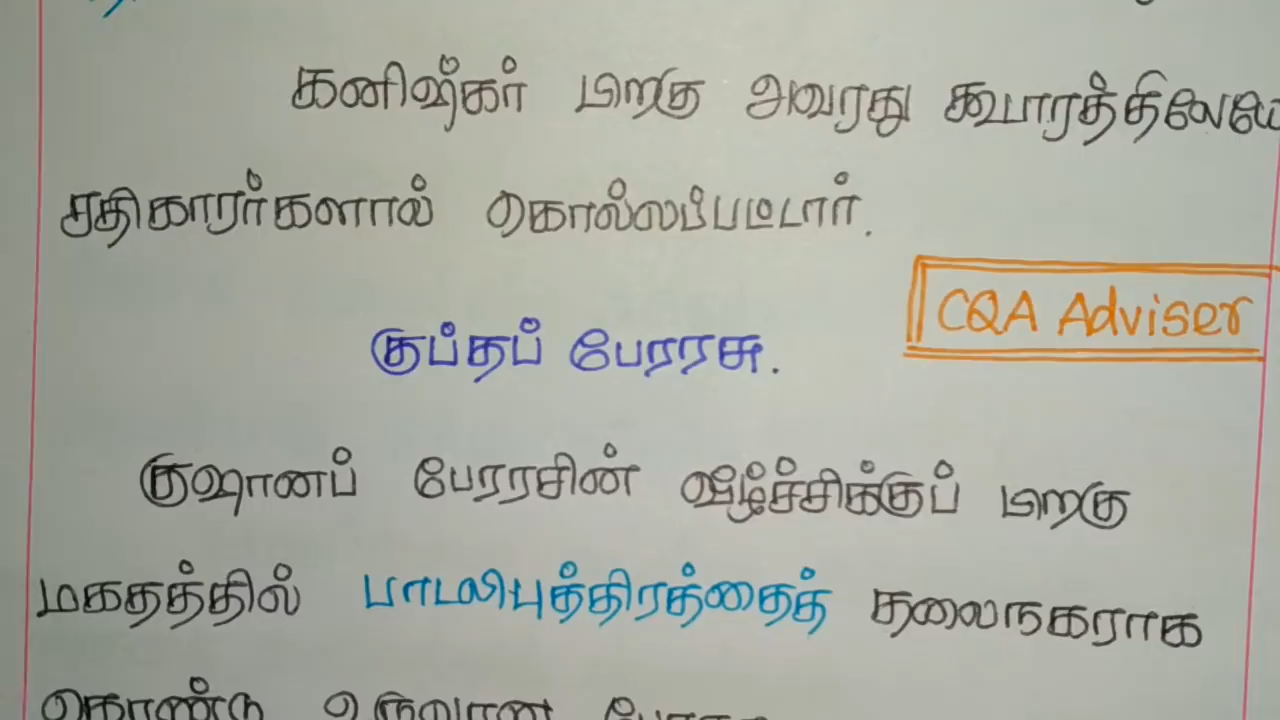 கனிஷ்கர் பிறகு அவரது கூடாரத்திலேயே
சதிகாரர்களால் கொல்லப்பட்டார்.
CQA Adviser
குப்தப் பேரரசு.
குஷானப் பேரரசின் வீழ்ச்சிக்குப் பிறகு
மகதத்தில் பாடலிபுத்திரத்தைத் தலைநகராக
கொண்டு உருவான